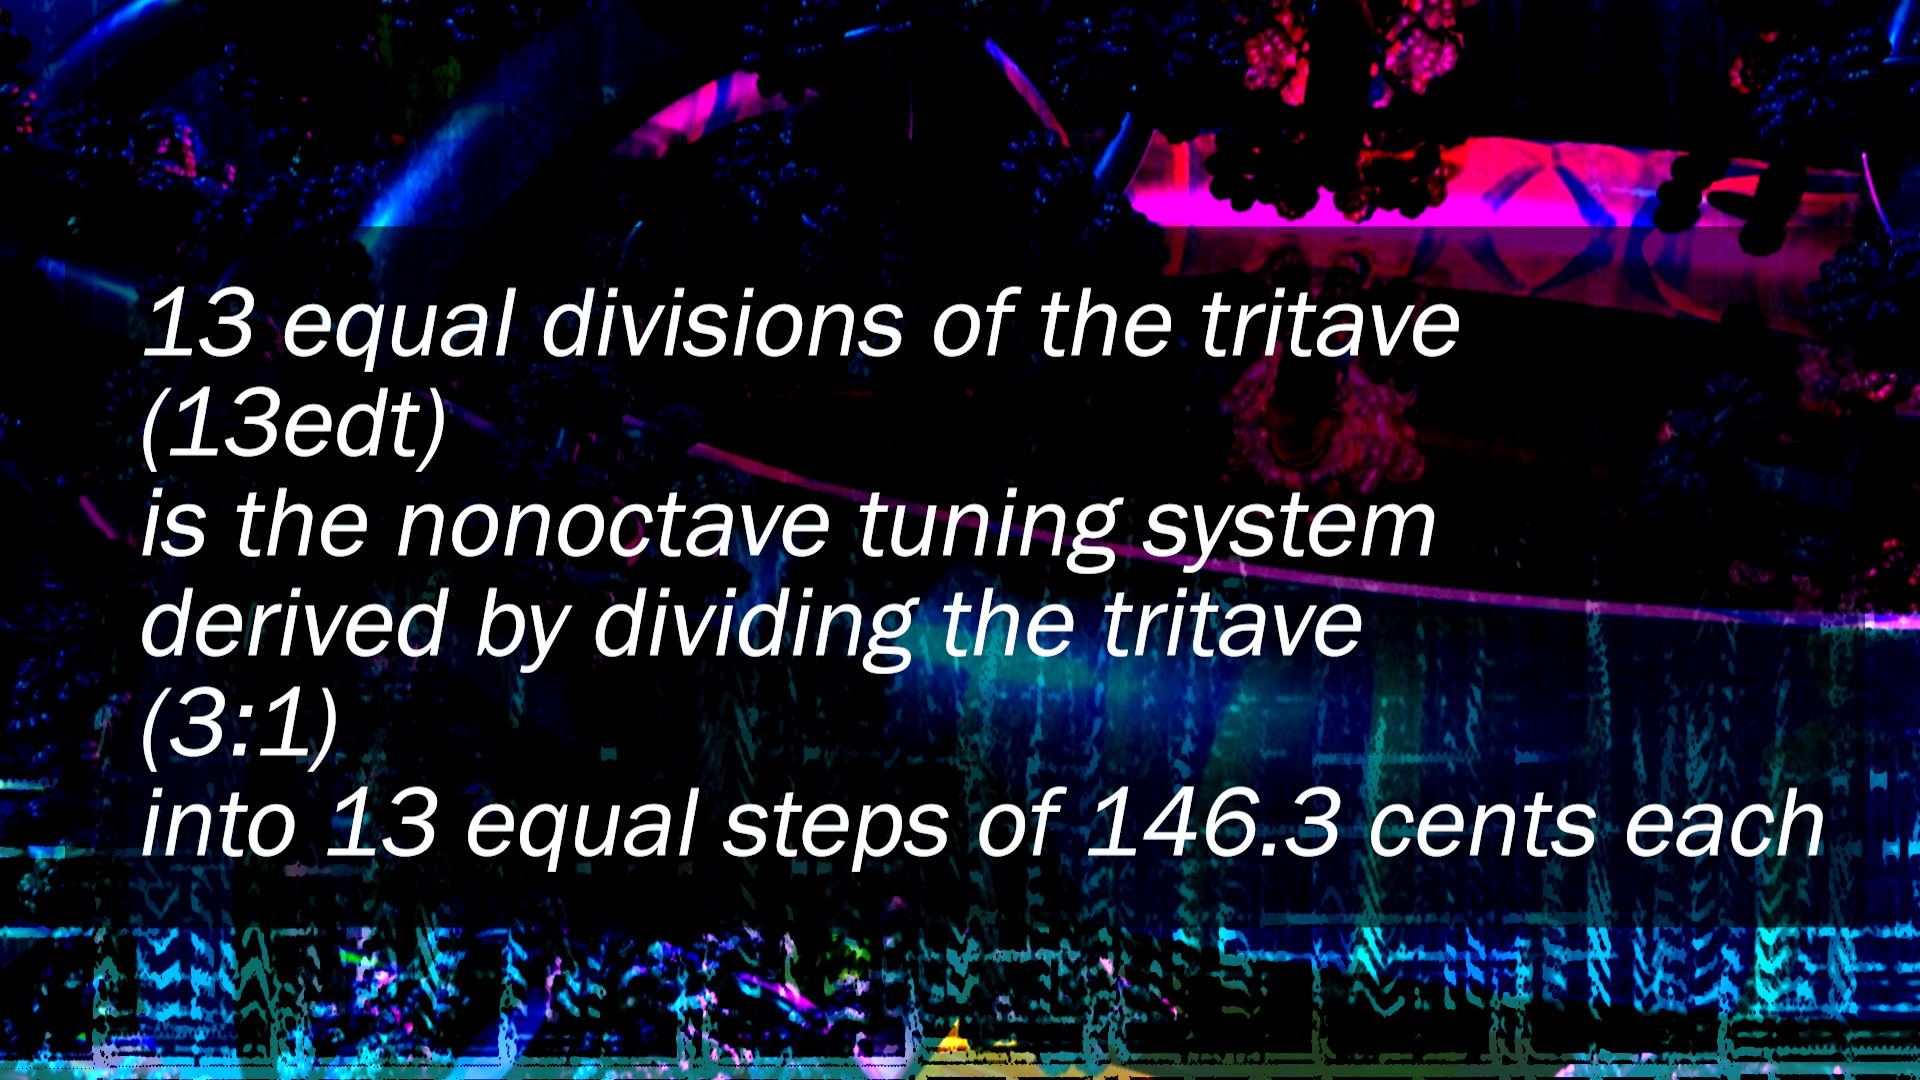 13 equal divisions of the tritave
(13edt)
is the nonoctave tuning system
derived by dividing the tritave
(3:1)
into 13 equal steps of 146.3 cents each